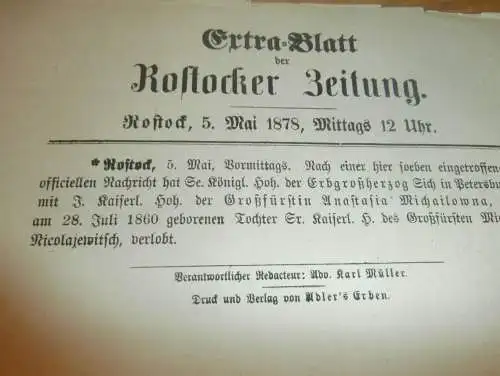 Extra-Blatt
der
Rostocker Zeitung.
Rostock, 5. Mai 1878, Mittags 12 Uhr.
*Rostock, 5. Mai, Vormittags. Nach einer hier soeben eingetroffen
officiellen Nachricht hat Se. Königl. Hoh. der Erbgroßherzog Sich in Petersbu
mit J. Kaiserl. Hoh. der Großfürstin Anastasia Michailowna,
am 28. Juli 1860 geborenen Tochter Sr. Kaiserl. H. des Großfürsten Mi
Nicolajewitsch, verlobt.
Verantwortlicher Redacteur: Adv. Karl Müller.
Druck und Verlag von Adler's Erben.